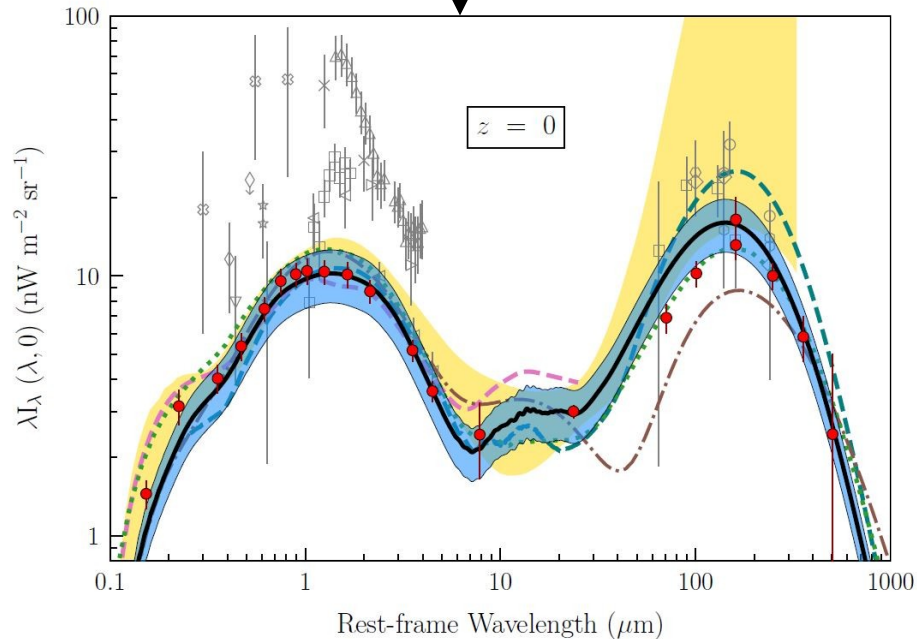 100
10
1
z = 0
λI_λ (λ, 0) (nW m⁻² sr⁻¹)
0.1 1 10 100 1000
Rest-frame Wavelength (μm)